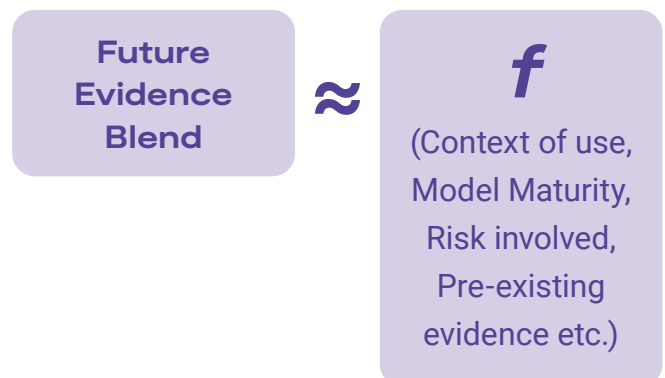 Future
Evidence
Blend
≈
f
(Context of use,
Model Maturity,
Risk involved,
Pre-existing
evidence etc.)